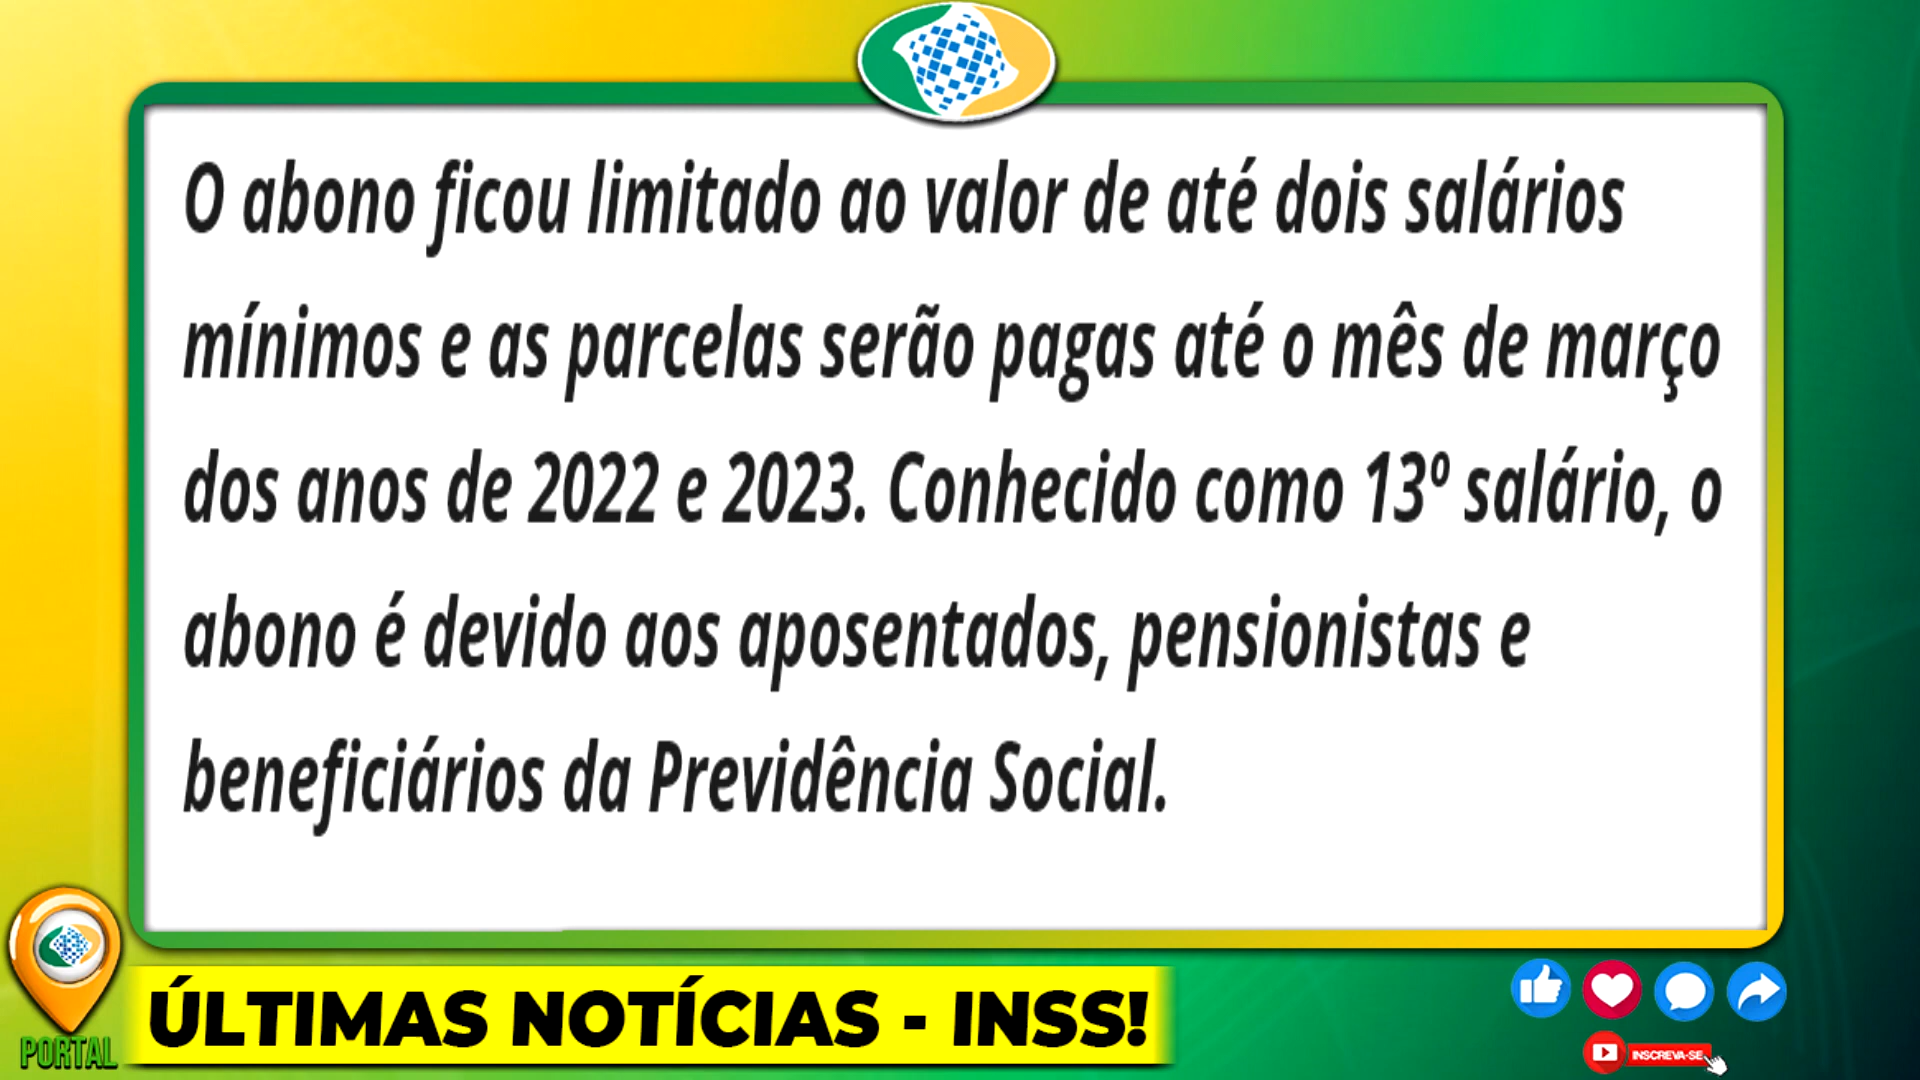 O abono ficou limitado ao valor de até dois salários
mínimos e as parcelas serão pagas até o mês de março
dos anos de 2022 e 2023. Conhecido como 13º salário, o
abono é devido aos aposentados, pensionistas e
beneficiários da Previdência Social.
ÚLTIMAS NOTÍCIAS - INSS!
PORTAL
INSCREVA-SE